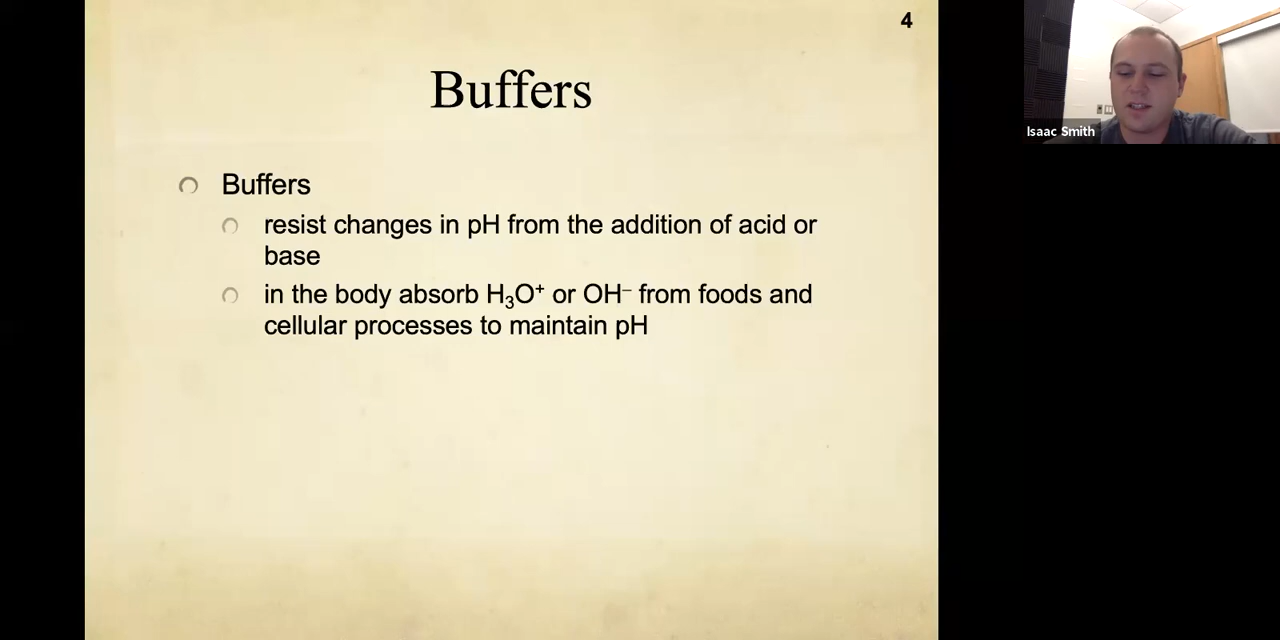 4
Buffers
Buffers
resist changes in pH from the addition of acid or
base
in the body absorb H₃O⁺ or OH⁻ from foods and
cellular processes to maintain pH
Isaac Smith